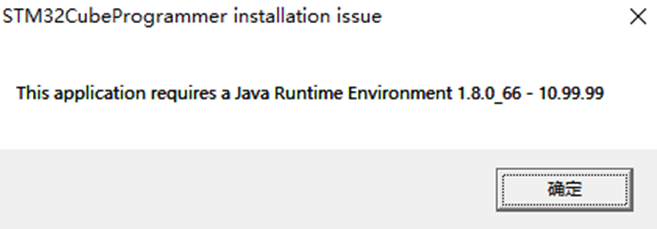 STM32CubeProgrammer installation issue
This application requires a Java Runtime Environment 1.8.0_66 - 10.99.99
确定